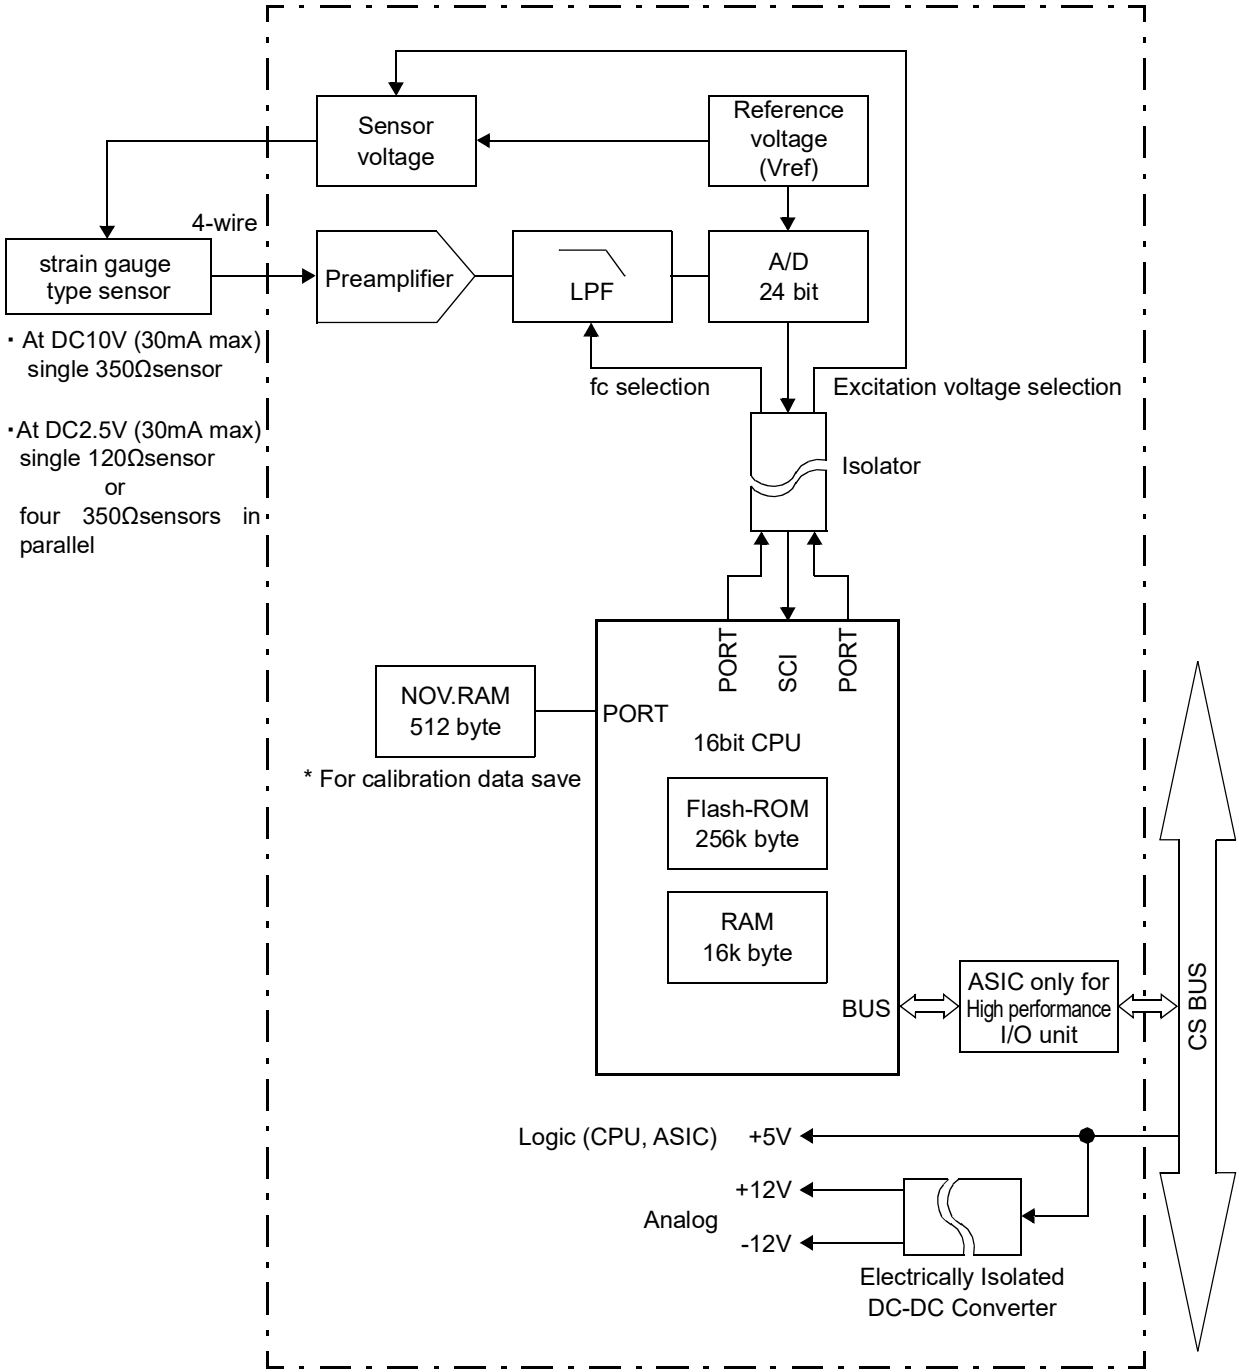 Sensor
voltage
Reference
voltage
(Vref)
4-wire
strain gauge
type sensor
Preamplifier
LPF
A/D
24 bit
・At DC10V (30mA max)
single 350Ωsensor
fc selection
Excitation voltage selection
・At DC2.5V (30mA max)
single 120Ωsensor
or
four 350Ωsensors in
parallel
Isolator
PORT
SCI
PORT
NOV.RAM
512 byte
PORT
* For calibration data save
16bit CPU
Flash-ROM
256k byte
RAM
16k byte
BUS
ASIC only for
High performance
I/O unit
CS BUS
Logic (CPU, ASIC) +5V
+12V
Analog
-12V
Electrically Isolated
DC-DC Converter